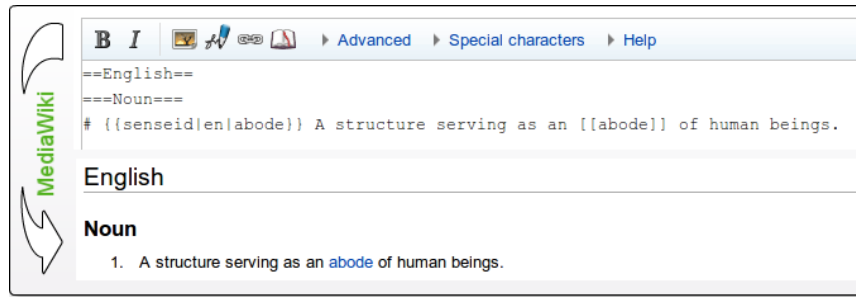 B I Advanced Special characters Help
==English==
===Noun===
# {{senseid|en|abode}} A structure serving as an [[abode]] of human beings.
MediaWiki
English
Noun
1. A structure serving as an abode of human beings.